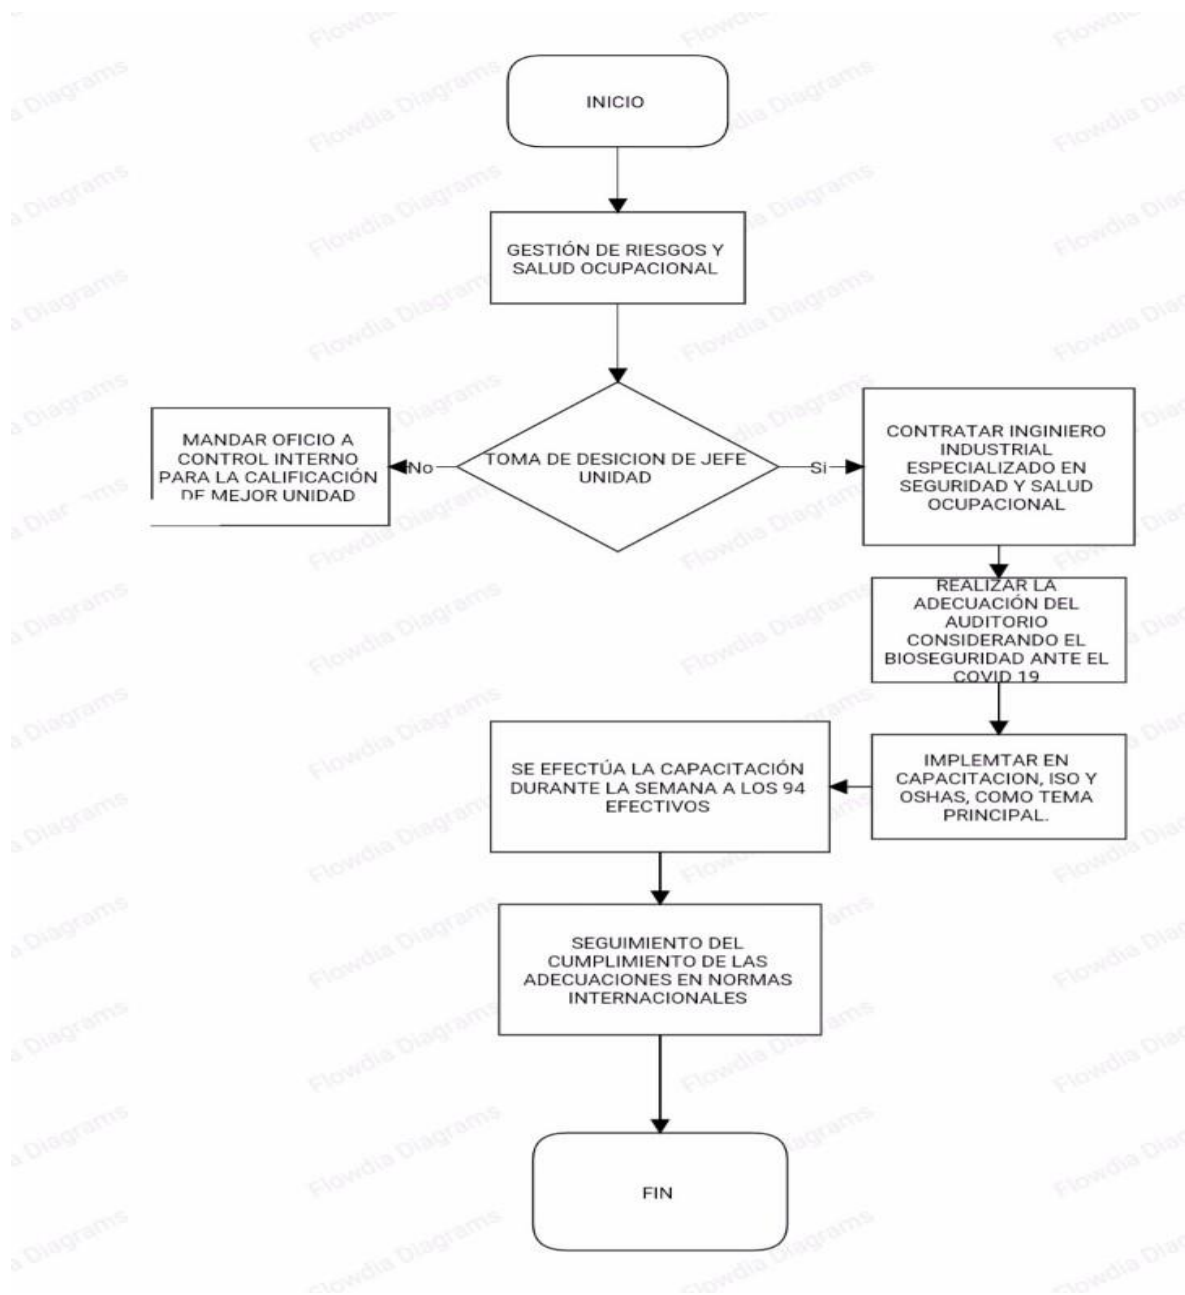 INICIO
GESTIÓN DE RIESGOS Y
SALUD OCUPACIONAL
TOMA DE DESICION DE JEFE
UNIDAD
No
Si
MANDAR OFICIO A
CONTROL INTERNO
PARA LA CALIFICACIÓN
DE MEJOR UNIDAD
CONTRATAR INGINIERO
INDUSTRIAL
ESPECIALIZADO EN
SEGURIDAD Y SALUD
OCUPACIONAL
REALIZAR LA
ADECUACIÓN DEL
AUDITORIO
CONSIDERANDO EL
BIOSEGURIDAD ANTE EL
COVID 19
IMPLEMTAR EN
CAPACITACION, ISO Y
OSHAS, COMO TEMA
PRINCIPAL.
SE EFECTÚA LA CAPACITACIÓN
DURANTE LA SEMANA A LOS 94
EFECTIVOS
SEGUIMIENTO DEL
CUMPLIMIENTO DE LAS
ADECUACIONES EN NORMAS
INTERNACIONALES
FIN
Flowdia Diagrams